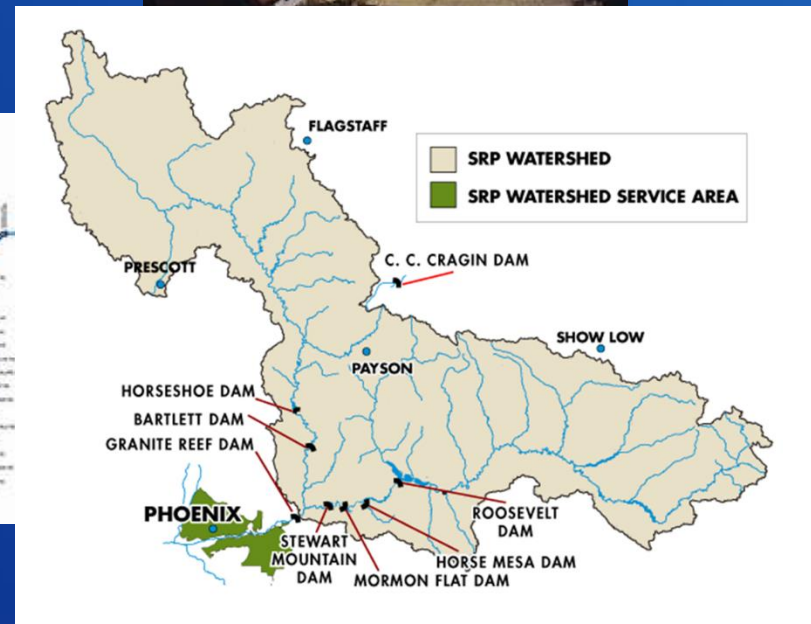 FLAGSTAFF
SRP WATERSHED
SRP WATERSHED SERVICE AREA
PRESCOTT
C. C. CRAGIN DAM
SHOW LOW
PAYSON
HORSESHOE DAM
BARTLETT DAM
GRANITE REEF DAM
PHOENIX
STEWART
MOUNTAIN
DAM
ROOSEVELT
DAM
HORSE MESA DAM
MORMON FLAT DAM